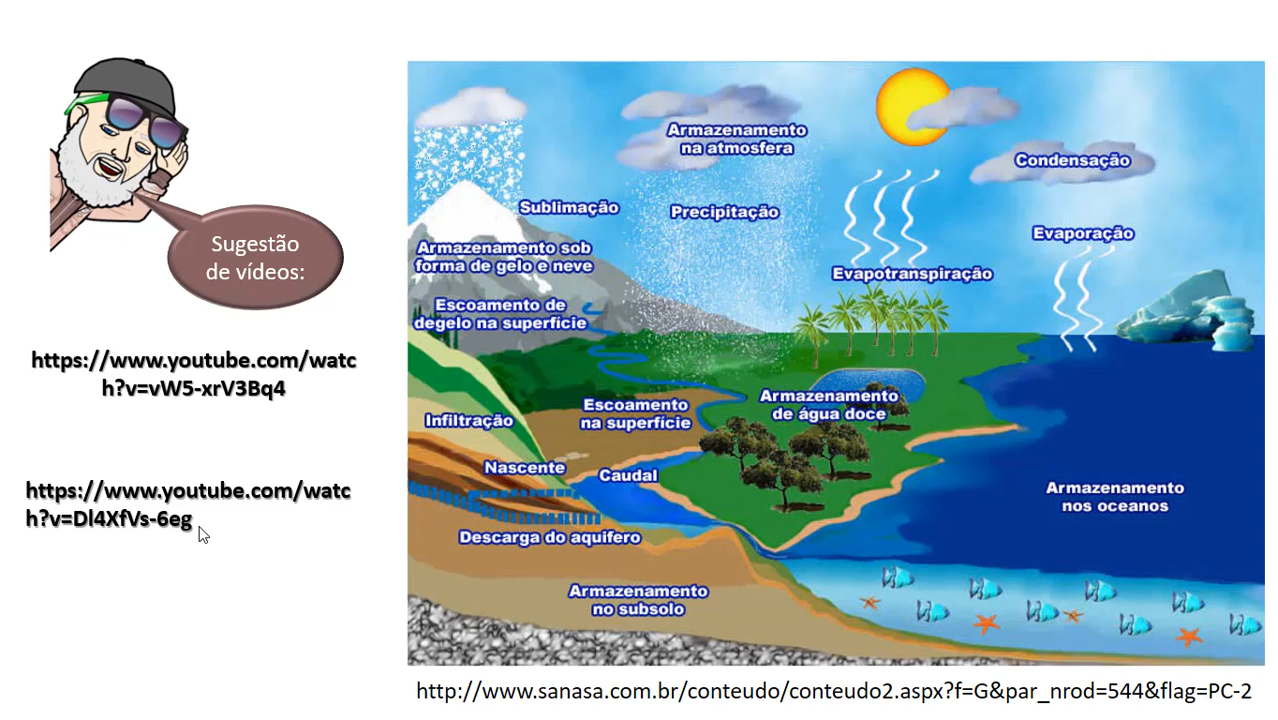 Sugestão
de vídeos:
https://www.youtube.com/watc
h?v=vW5-xrV3Bq4
https://www.youtube.com/watc
h?v=Dl4XfVs-6eg
Armazenamento
na atmosfera
Condensação
Sublimação
Precipitação
Evaporação
Armazenamento sob
forma de gelo e neve
Evapotranspiração
Escoamento de
degelo na superfície
Armazenamento
de água doce
Escoamento
na superfície
Infiltração
Nascente
Caudal
Armazenamento
nos oceanos
Descarga do aquífero
Armazenamento
no subsolo
http://www.sanasa.com.br/conteudo/conteudo2.aspx?f=G&par_nrod=544&flag=PC-2